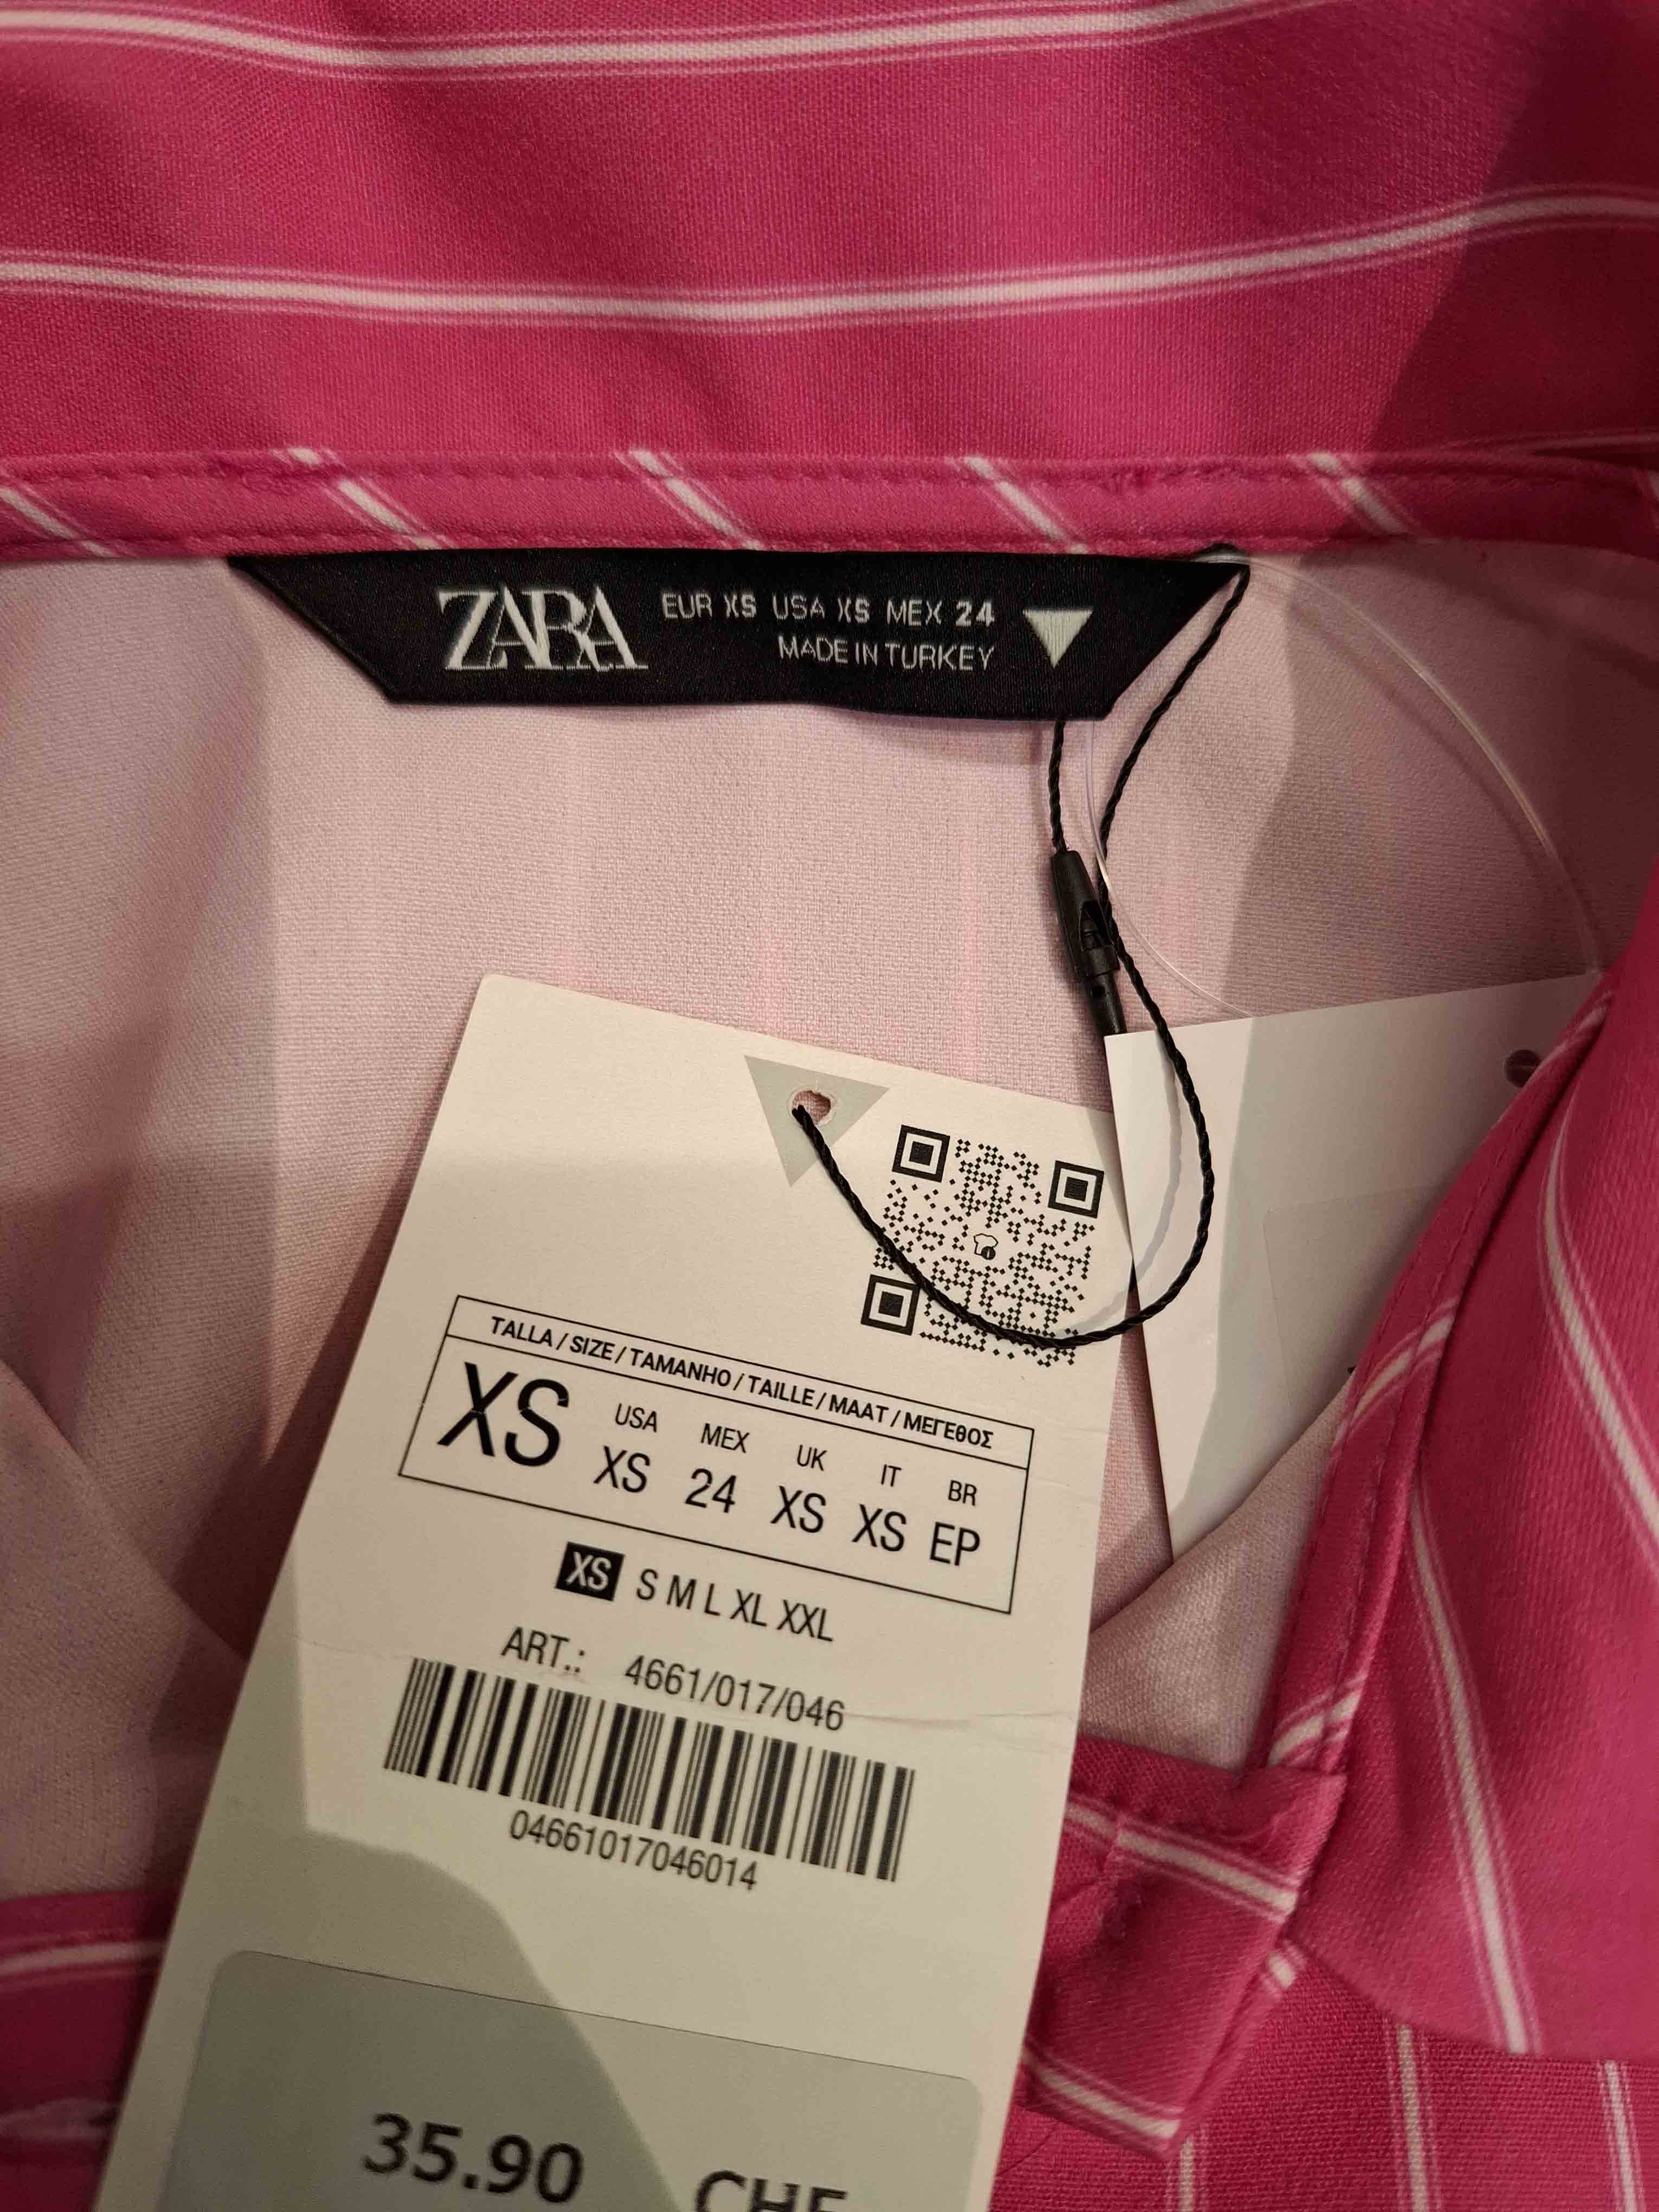 ZARA EUR XS USA XS MEX 24
MADE IN TURKEY
TALLA / SIZE / TAMANHO / TAILLE / MAAT / ΜΕΓΕΘΟΣ
XS USA MEX UK IT BR
XS 24 XS XS EP
XS S M L XL XXL
ART.: 4661/017/046
04661017046014
35.90 CHF